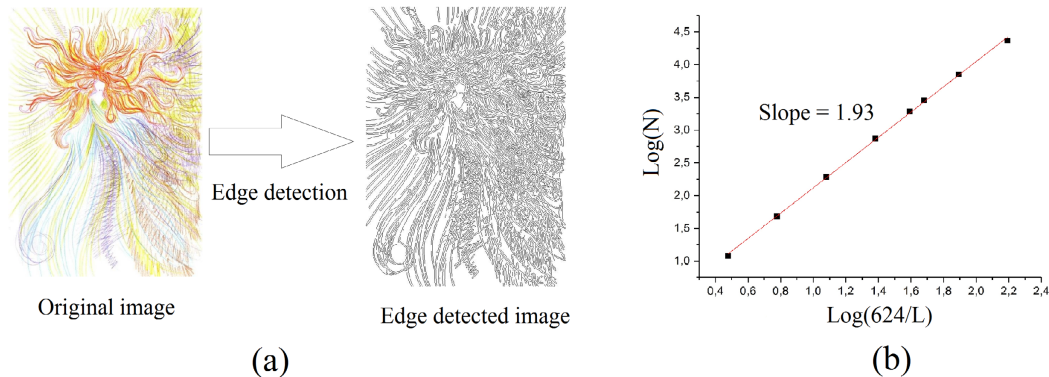 Edge detection
Original image
Edge detected image
(a)
4,5
4,0
3,5
3,0
2,5
2,0
1,5
1,0
Log(N)
Slope = 1.93
0,4 0,6 0,8 1,0 1,2 1,4 1,6 1,8 2,0 2,2 2,4
Log(624/L)
(b)